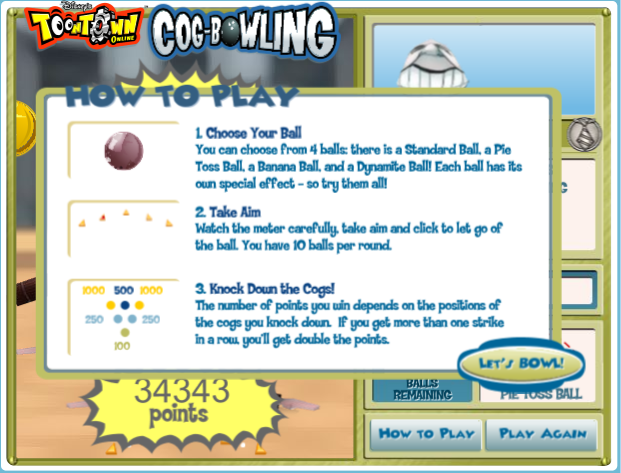 Disney's
TOONTOWN
ONLINE
COG-BOWLING
HOW TO PLAY
1. Choose Your Ball
You can choose from 4 balls: there is a Standard Ball, a Pie
Toss Ball, a Banana Ball, and a Dynamite Ball! Each ball has its
own special effect - so try them all!
2. Take Aim
Watch the meter carefully, take aim and click to let go of
the ball. You have 10 balls per round.
1000 500 1000
250 250
100
3. Knock Down the Cogs!
The number of points you win depends on the positions of
the cogs you knock down. If you get more than one strike
in a row, you'll get double the points.
LET'S BOWL!
34343
points
BALLS
REMAINING
PIE TOSS BALL
HOW TO PLAY
PLAY AGAIN